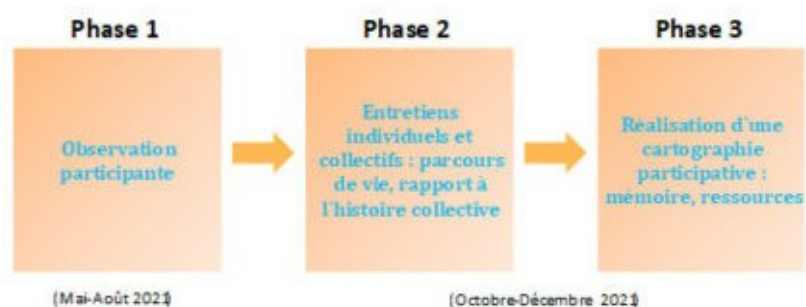 Phase 1
Phase 2
Phase 3
Observation
participante
Entretiens
individuels et
collectifs : parcours
de vie, rapport à
l'histoire collective
Réalisation d'une
cartographie
participative :
mémoire, ressources
(Mai-Août 2021)
(Octobre-Décembre 2021)